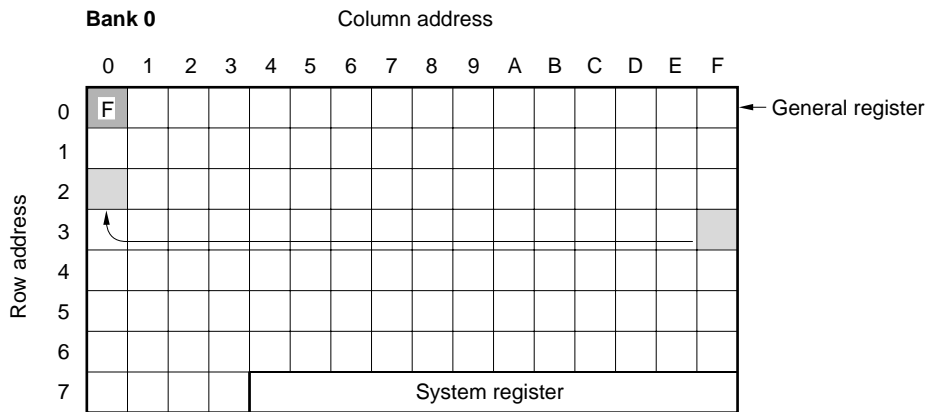 Bank 0 Column address
0 1 2 3 4 5 6 7 8 9 A B C D E F
0 F General register
1
2
3
4
5
6
7 System register
Row address